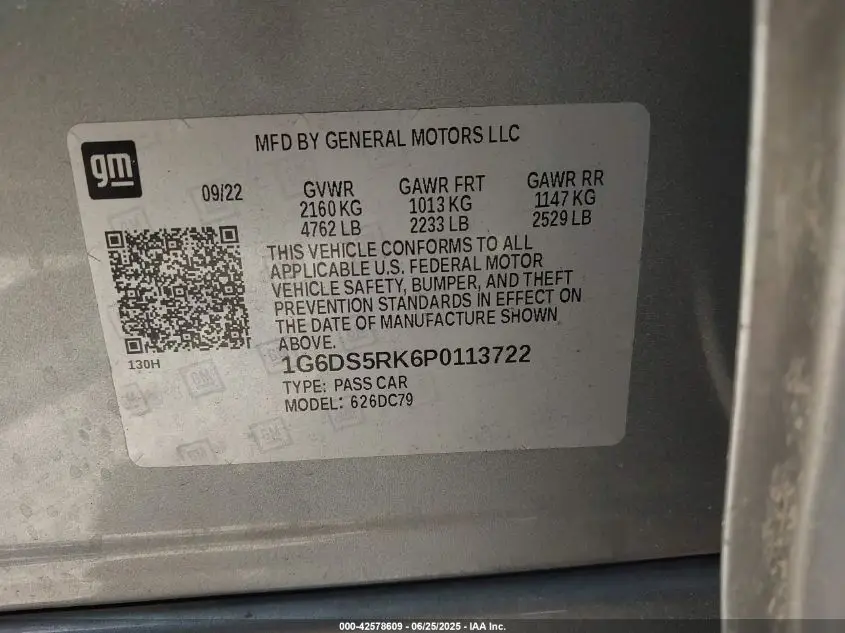 gm
MFD BY GENERAL MOTORS LLC
09/22
GVWR
2160 KG
4762 LB
GAWR FRT
1013 KG
2233 LB
GAWR RR
1147 KG
2529 LB
THIS VEHICLE CONFORMS TO ALL
APPLICABLE U.S. FEDERAL MOTOR
VEHICLE SAFETY, BUMPER, AND THEFT
PREVENTION STANDARDS IN EFFECT ON
THE DATE OF MANUFACTURE SHOWN
ABOVE.
130H
1G6DS5RK6P0113722
TYPE: PASS CAR
MODEL: 626DC79
000-42578609 - 06/25/2025 - IAA Inc.